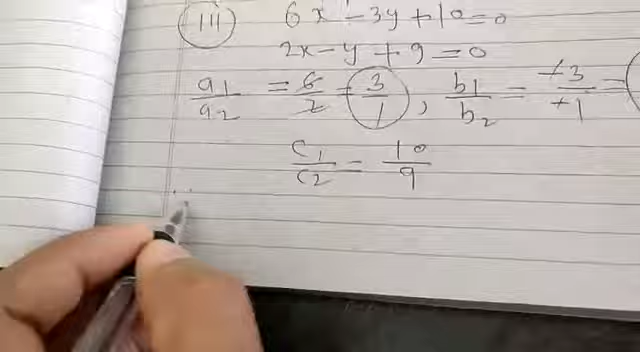 (iii) 6x - 3y + 10 = 0
2x - y + 9 = 0
a1/a2 = 6/2 = 3/1 , b1/b2 = -3/-1 =
c1/c2 = 10/9